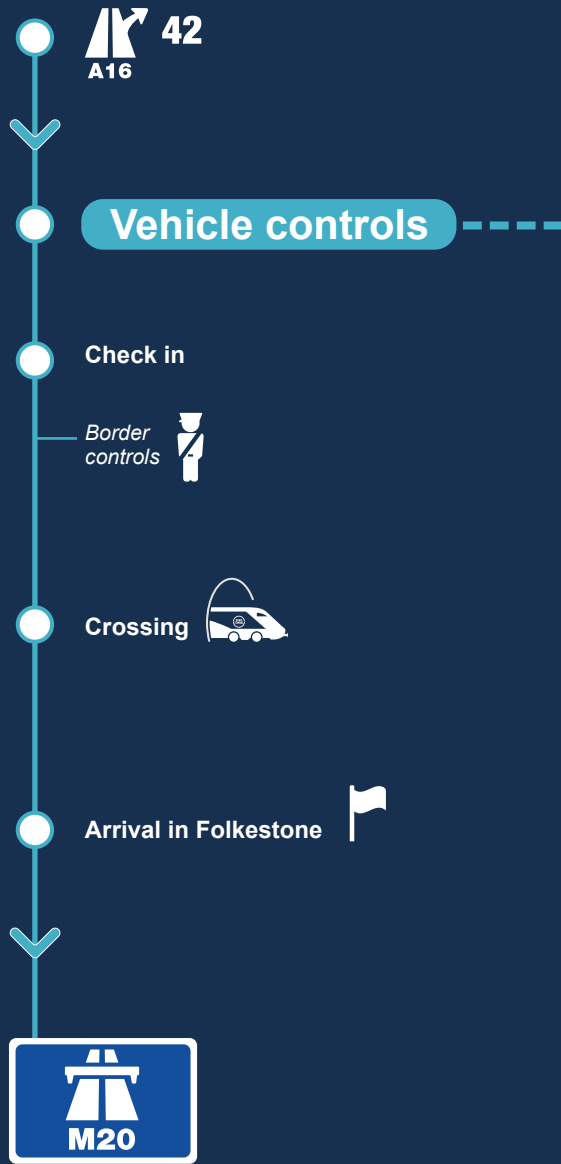 42
A16
Vehicle controls
Check in
Border
controls
Crossing
Arrival in Folkestone
M20